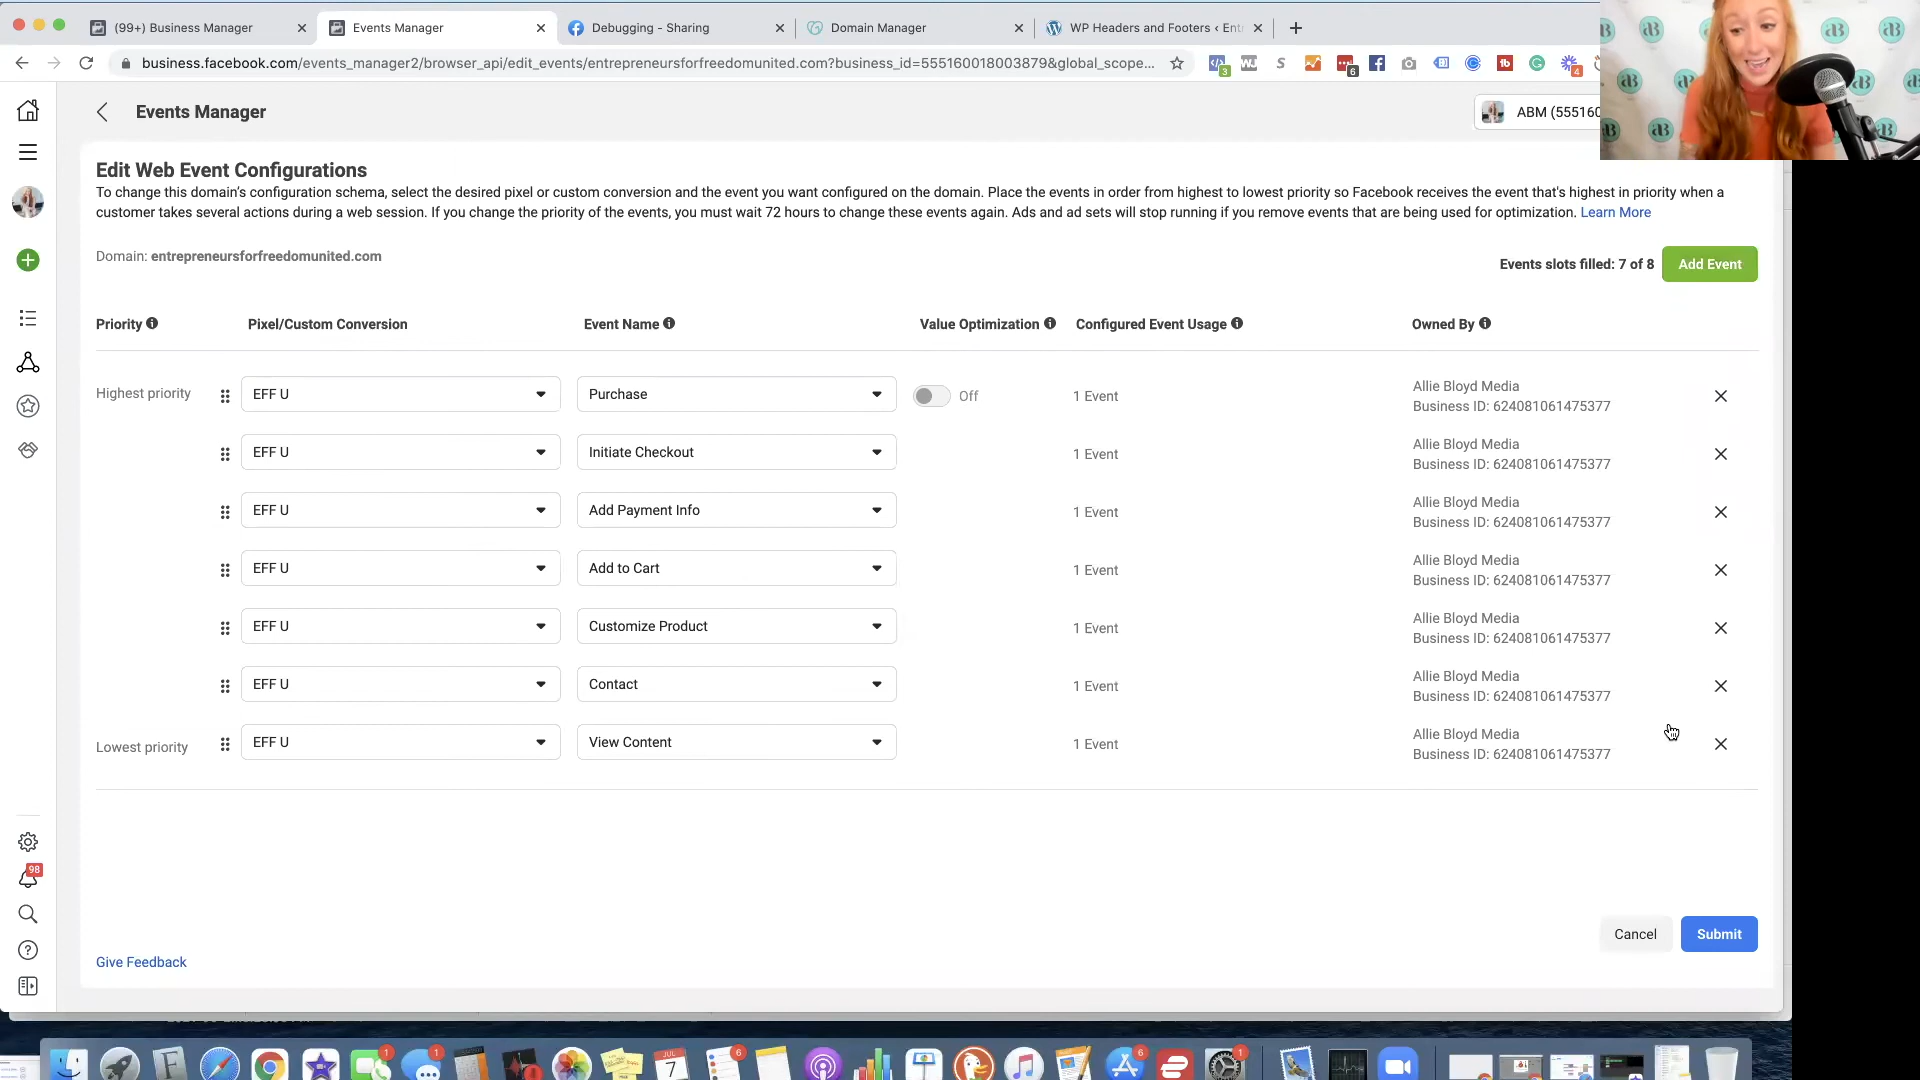 (99+) Business Manager
Events Manager
Debugging - Sharing
Domain Manager
WP Headers and Footers ‹ Ent
business.facebook.com/events_manager2/browser_api/edit_events/entrepreneursforfreedomunited.com?business_id=555160018003879&global_scope...
Events Manager
ABM (555160
Edit Web Event Configurations
To change this domain's configuration schema, select the desired pixel or custom conversion and the event you want configured on the domain. Place the events in order from highest to lowest priority so Facebook receives the event that's highest in priority when a
customer takes several actions during a web session. If you change the priority of the events, you must wait 72 hours to change these events again. Ads and ad sets will stop running if you remove events that are being used for optimization. Learn More
Domain: entrepreneursforfreedomunited.com
Events slots filled: 7 of 8
Add Event
Priority
Pixel/Custom Conversion
Event Name
Value Optimization
Configured Event Usage
Owned By
Highest priority
EFF U
Purchase
Off
1 Event
Allie Bloyd Media
Business ID: 624081061475377
EFF U
Initiate Checkout
1 Event
Allie Bloyd Media
Business ID: 624081061475377
EFF U
Add Payment Info
1 Event
Allie Bloyd Media
Business ID: 624081061475377
EFF U
Add to Cart
1 Event
Allie Bloyd Media
Business ID: 624081061475377
EFF U
Customize Product
1 Event
Allie Bloyd Media
Business ID: 624081061475377
EFF U
Contact
1 Event
Allie Bloyd Media
Business ID: 624081061475377
Lowest priority
EFF U
View Content
1 Event
Allie Bloyd Media
Business ID: 624081061475377
98
Cancel
Submit
Give Feedback
JUL
7